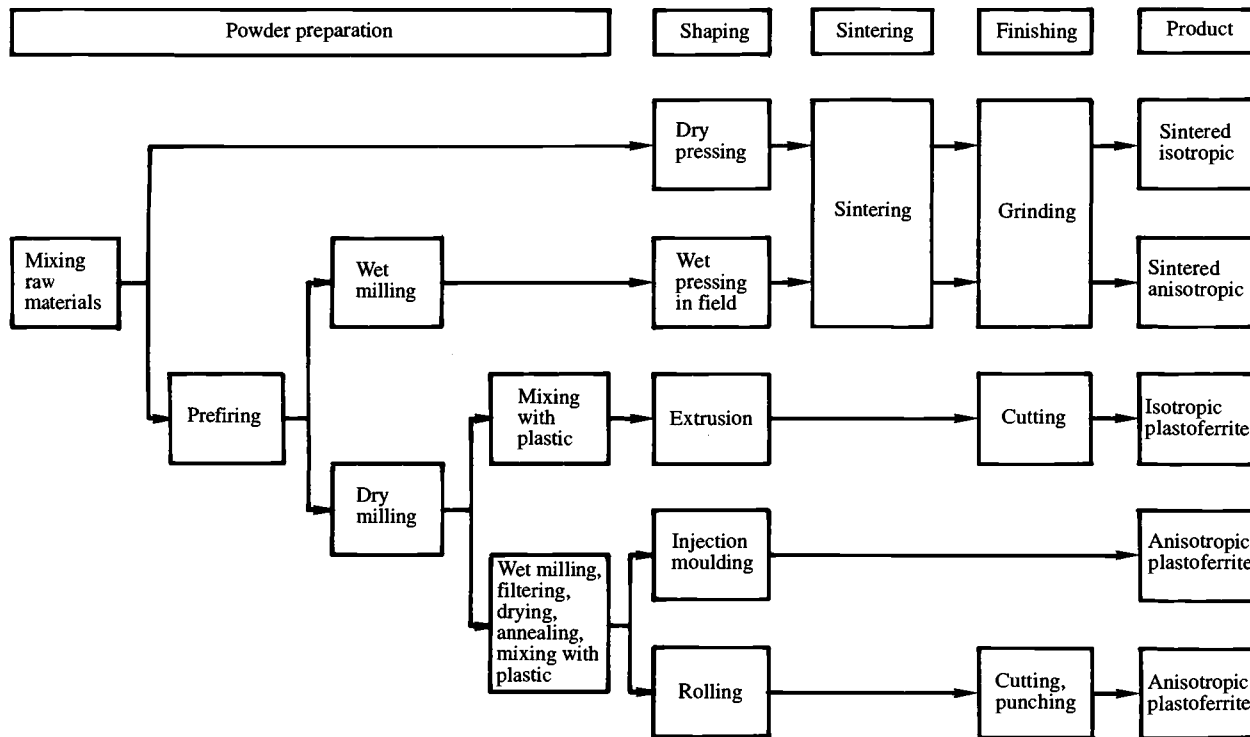 Powder preparation
Shaping
Sintering
Finishing
Product
Dry
pressing
Sintering
Grinding
Sintered
isotropic
Mixing
raw
materials
Wet
milling
Wet
pressing
in field
Sintered
anisotropic
Prefiring
Mixing
with
plastic
Extrusion
Cutting
Isotropic
plastoferrite
Dry
milling
Wet milling,
filtering,
drying,
annealing,
mixing with
plastic
Injection
moulding
Anisotropic
plastoferrite
Rolling
Cutting,
punching
Anisotropic
plastoferrite